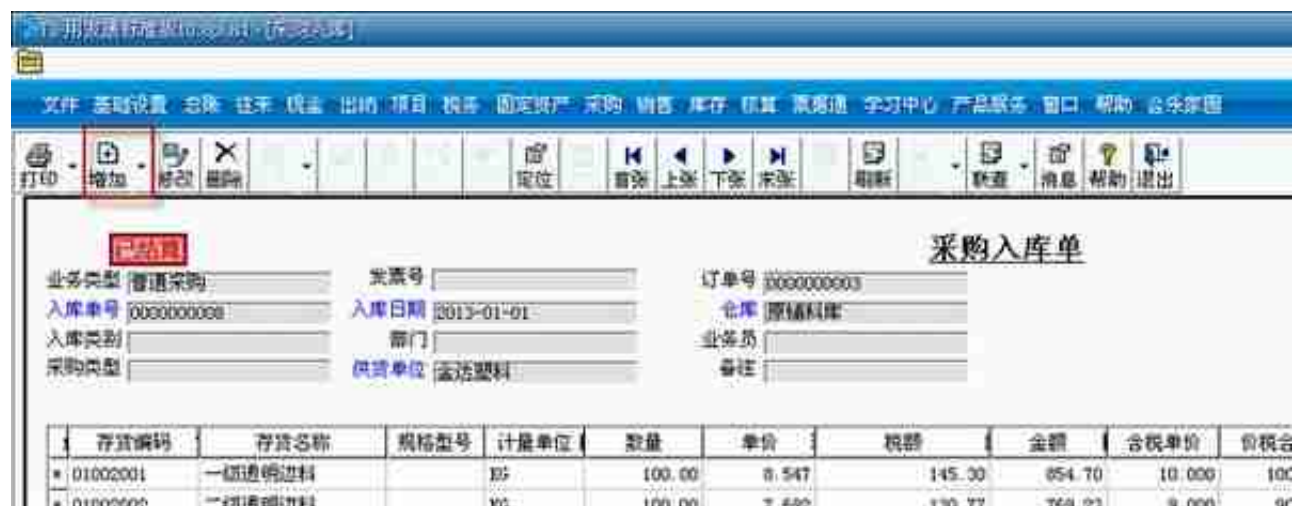 文件 基础设置 总账 往来 现金 出纳 项目 税务 固定资产 采购 销售 库存 核算 票据通 学习中心 产品服务 窗口 帮助
打印 增加 修改 删除 定位 首张 上张 下张 末张 刷新 联查 消息 帮助 退出
采购入库单
业务类型 普通采购 发票号 订单号 0000000003
入库单号 0000000008 入库日期 2013-01-01 仓库 原辅料库
入库类别 部门 业务员
采购类型 供货单位 金达塑料 备注
存货编码 存货名称 规格型号 计量单位 数量 单价 税额 金额 含税单价 价税合
* 01002001 一级透明边料 KG 100.00 8.547 145.30 854.70 10.000 100